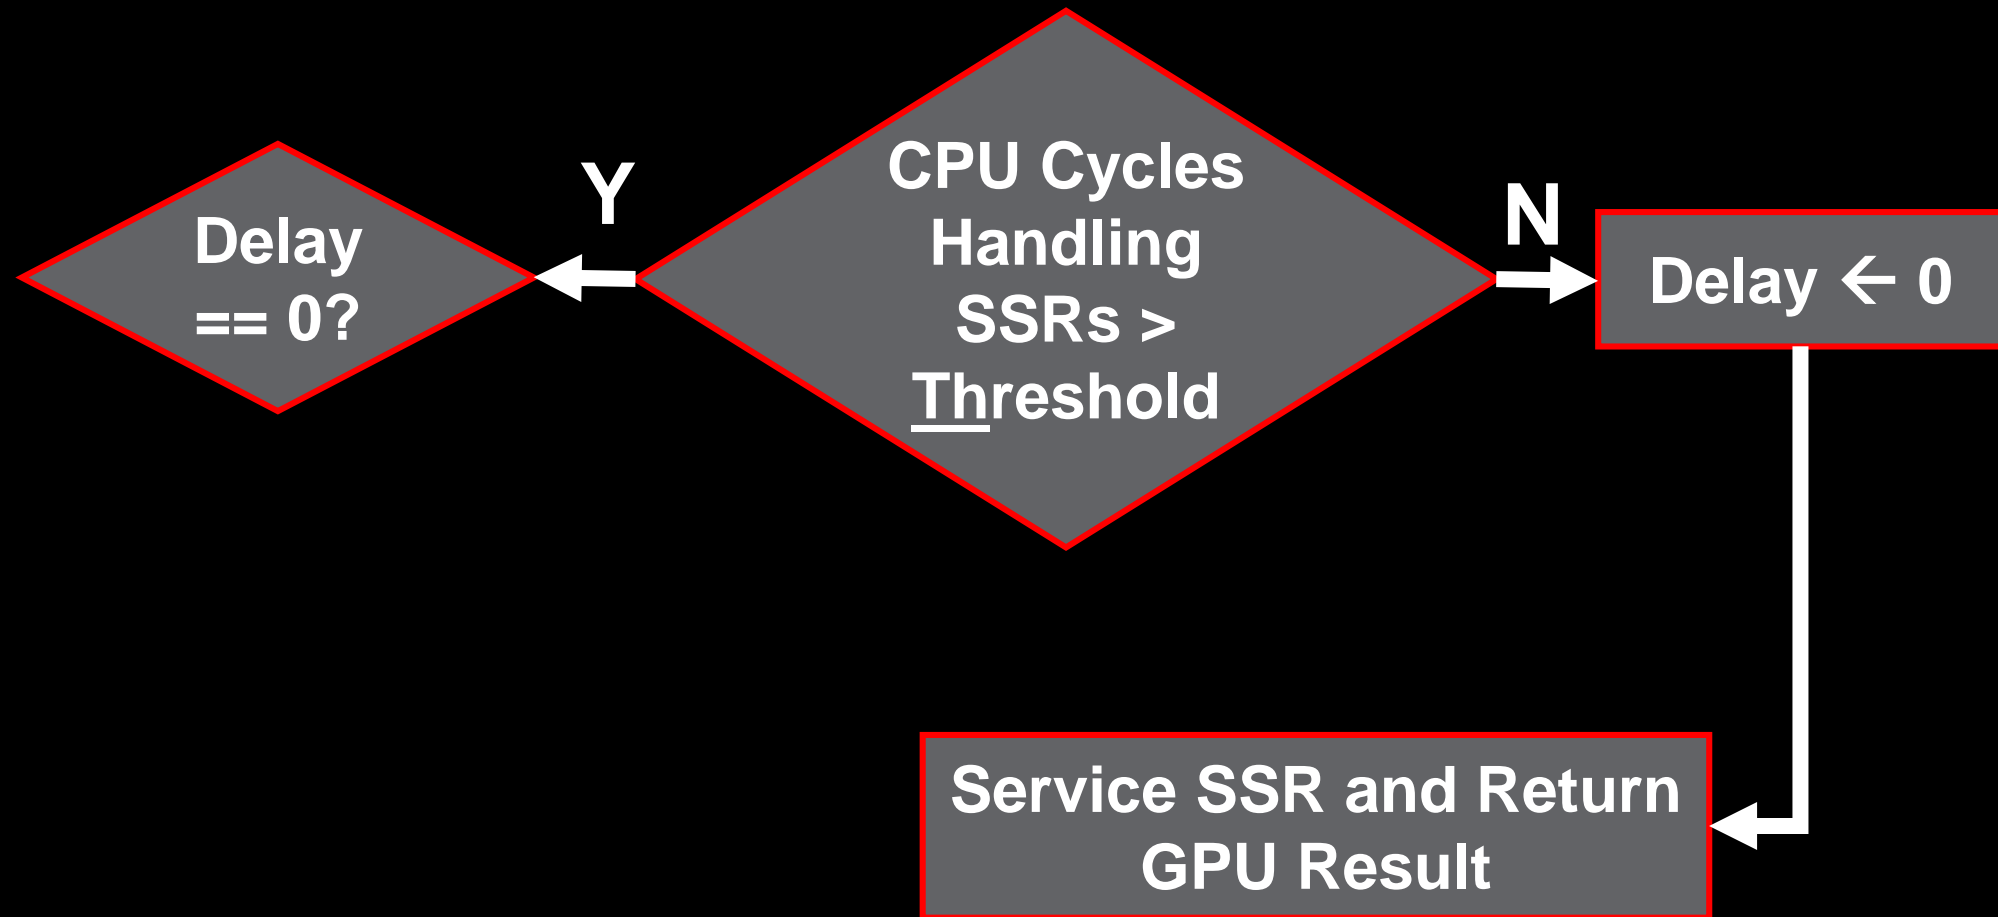 Delay
== 0?
Y
CPU Cycles
Handling
SSRs >
Threshold
N
Delay ← 0
Service SSR and Return
GPU Result